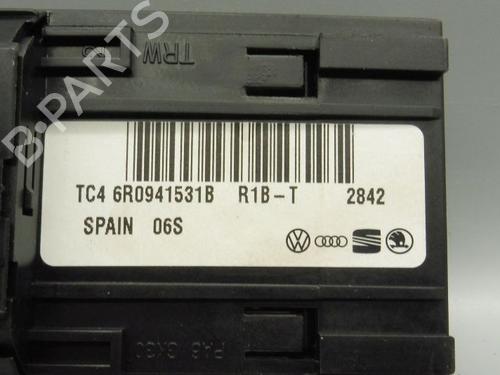 TRW
TC4 6R0941531B R1B-T 2842
SPAIN 06S
B-PARTS